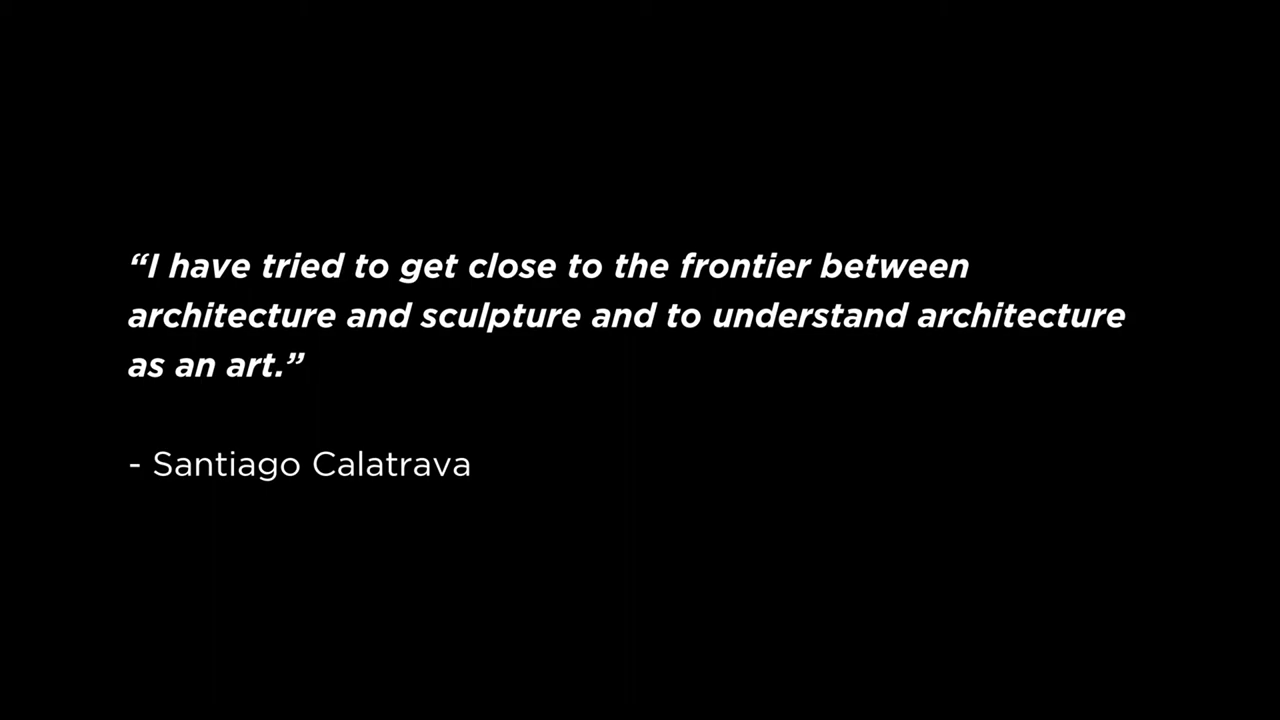 “I have tried to get close to the frontier between
architecture and sculpture and to understand architecture
as an art.”
- Santiago Calatrava